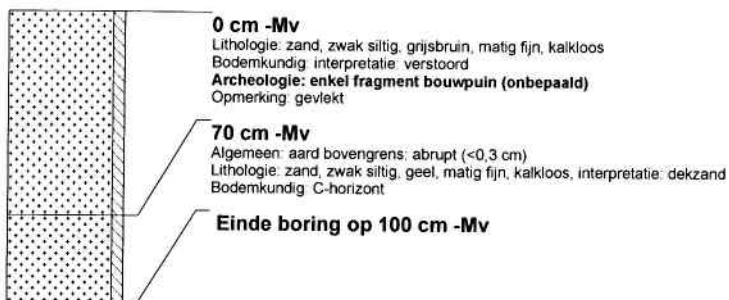 0 cm -Mv
Lithologie: zand, zwak siltig, grijsbruin, matig fijn, kalkloos
Bodemkundig: interpretatie: verstoord
Archeologie: enkel fragment bouwpuin (onbepaald)
Opmerking: gevlekt
70 cm -Mv
Algemeen: aard bovengrens: abrupt (<0,3 cm)
Lithologie: zand, zwak siltig, geel, matig fijn, kalkloos, interpretatie: dekzand
Bodemkundig: C-horizont
Einde boring op 100 cm -Mv